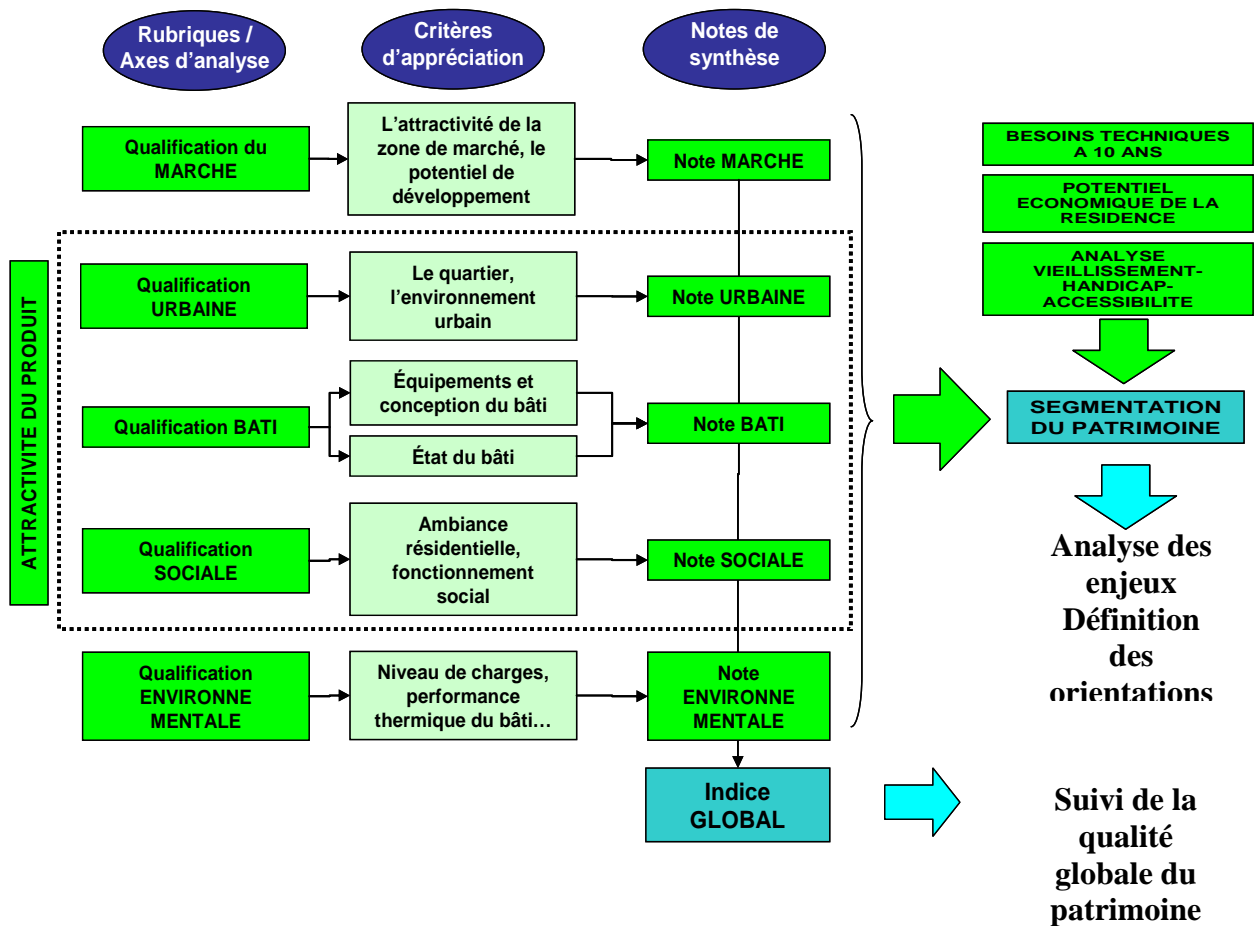 Rubriques /
Axes d'analyse
Critères
d'appréciation
Notes de
synthèse
Qualification du
MARCHE
L'attractivité de la
zone de marché, le
potentiel de
développement
Note MARCHE
ATTRACTIVITE DU PRODUIT
Qualification
URBAINE
Le quartier,
l'environnement
urbain
Note URBAINE
Qualification BATI
Équipements et
conception du bâti
État du bâti
Note BATI
Qualification
SOCIALE
Ambiance
résidentielle,
fonctionnement
social
Note SOCIALE
Qualification
ENVIRONNE
MENTALE
Niveau de charges,
performance
thermique du bâti…
Note
ENVIRONNE
MENTALE
Indice
GLOBAL
BESOINS TECHNIQUES
A 10 ANS
POTENTIEL
ECONOMIQUE DE LA
RESIDENCE
ANALYSE
VIEILLISSEMENT-
HANDICAP-
ACCESSIBILITE
SEGMENTATION
DU PATRIMOINE
Analyse des
enjeux
Définition
des
orientations
Suivi de la
qualité
globale du
patrimoine